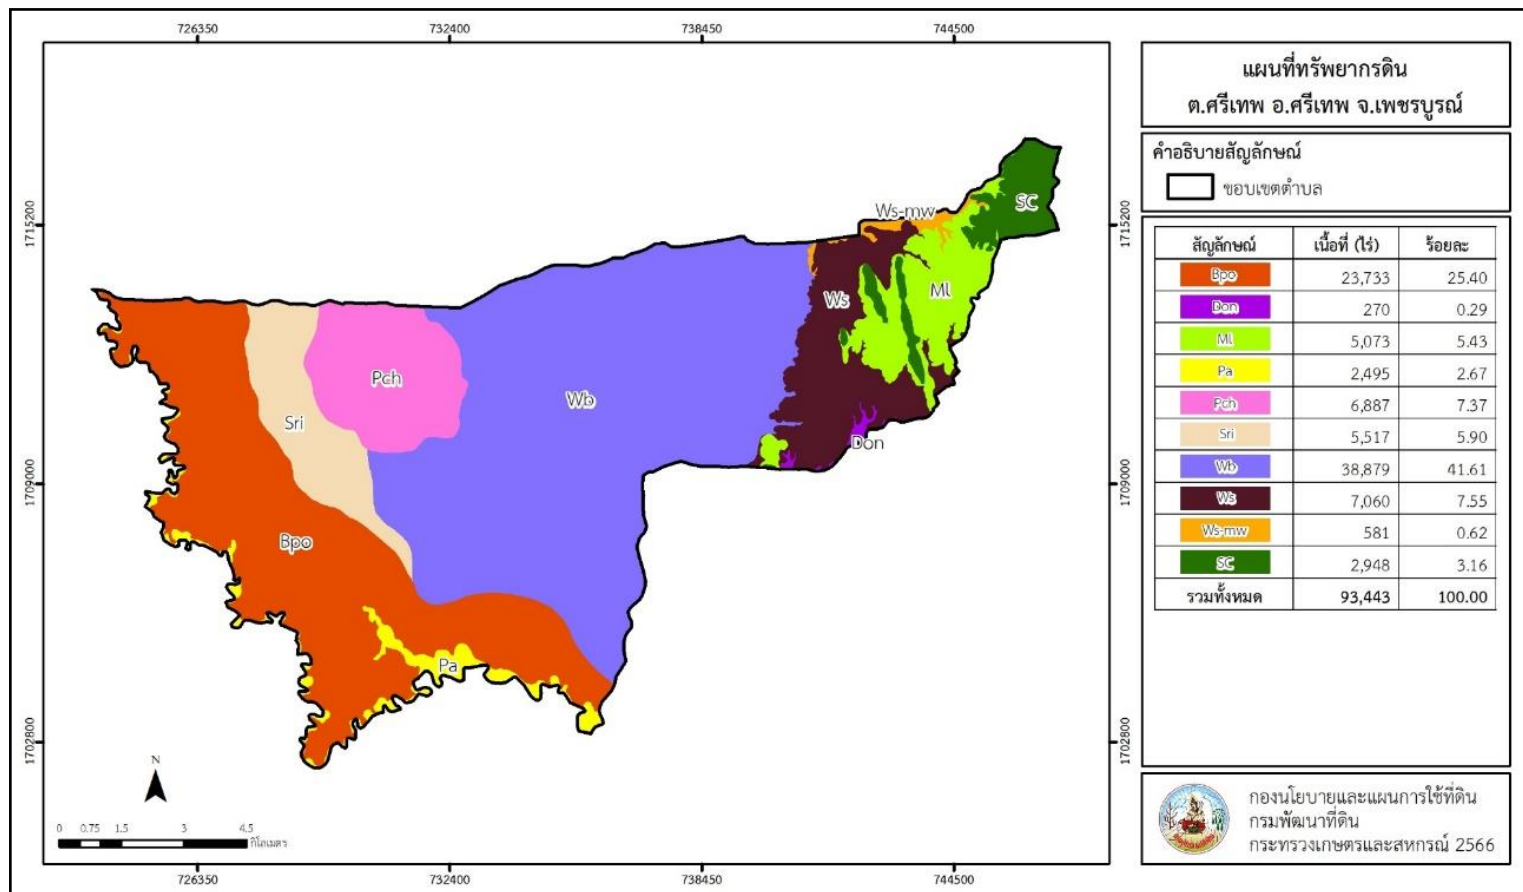 726350 732400 738450 744500
1715200 1715200
1709000 1709000
1702800 1702800
Ws-mw
SC
Ws
Ml
Pch
Wb
Sri
Don
Bpo
Pa
N
0 0.75 1.5 3 4.5
กิโลเมตร
726350 732400 738450 744500
แผนที่ทรัพยากรดิน
ต.ศรีเทพ อ.ศรีเทพ จ.เพชรบูรณ์
คำอธิบายสัญลักษณ์
ขอบเขตตำบล
สัญลักษณ์ เนื้อที่ (ไร่) ร้อยละ
Bpo 23,733 25.40
Don 270 0.29
Ml 5,073 5.43
Pa 2,495 2.67
Pch 6,887 7.37
Sri 5,517 5.90
Wb 38,879 41.61
Ws 7,060 7.55
Ws-mw 581 0.62
SC 2,948 3.16
รวมทั้งหมด 93,443 100.00
กองนโยบายและแผนการใช้ที่ดิน
กรมพัฒนาที่ดิน
กระทรวงเกษตรและสหกรณ์ 2566